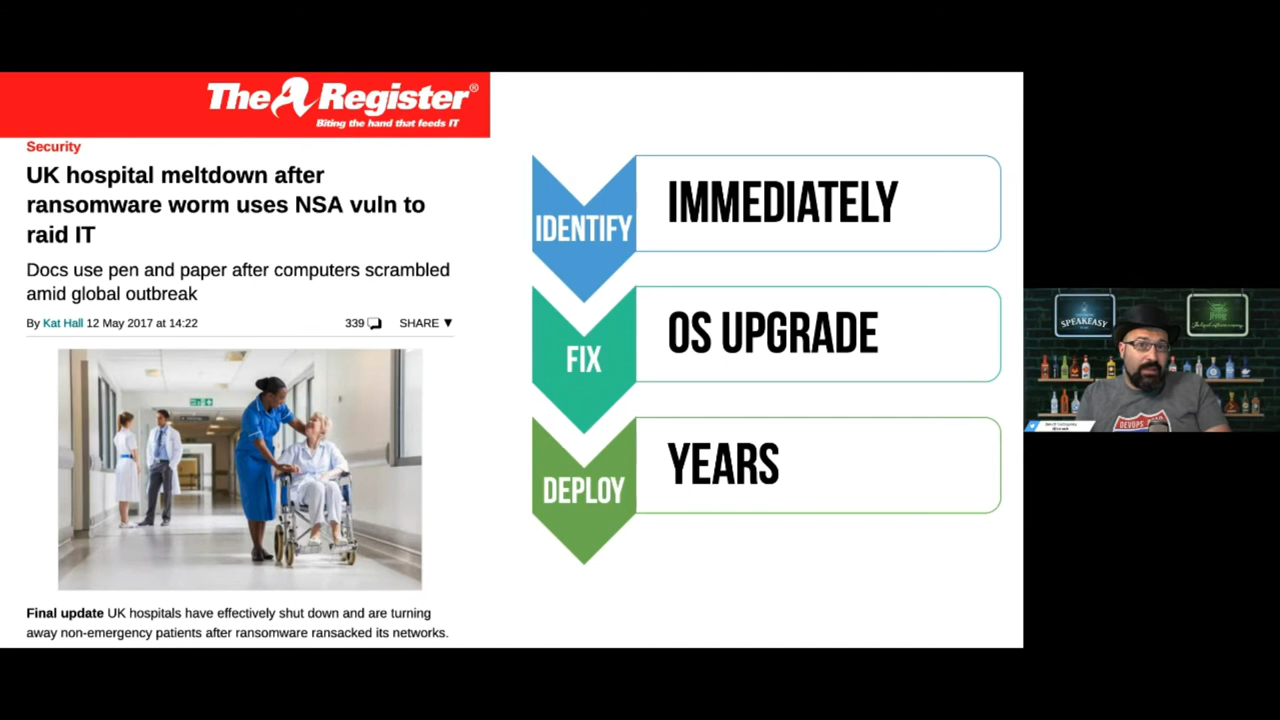 The Register®
Biting the hand that feeds IT
Security
UK hospital meltdown after
ransomware worm uses NSA vuln to
raid IT
Docs use pen and paper after computers scrambled
amid global outbreak
By Kat Hall 12 May 2017 at 14:22
339
SHARE ▼
Final update UK hospitals have effectively shut down and are turning
away non-emergency patients after ransomware ransacked its networks.
IDENTIFY
IMMEDIATELY
FIX
OS UPGRADE
DEPLOY
YEARS
SPEAKEASY
JFrog
DEVOPS